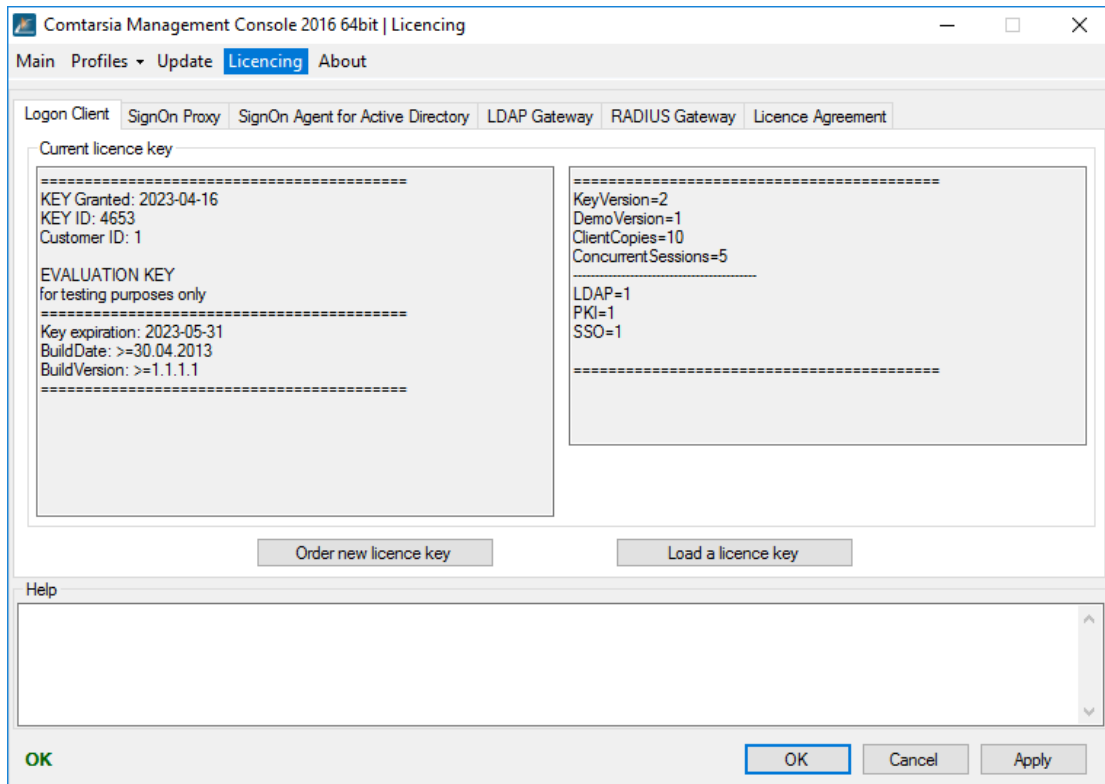 Comtarsia Management Console 2016 64bit | Licencing
Main Profiles Update Licencing About
Logon Client SignOn Proxy SignOn Agent for Active Directory LDAP Gateway RADIUS Gateway Licence Agreement
Current licence key
==========================================
KEY Granted: 2023-04-16
KEY ID: 4653
Customer ID: 1
EVALUATION KEY
for testing purposes only
==========================================
Key expiration: 2023-05-31
BuildDate: >=30.04.2013
BuildVersion: >=1.1.1.1
==========================================
==========================================
KeyVersion=2
DemoVersion=1
ClientCopies=10
ConcurrentSessions=5
--------------------------------------------
LDAP=1
PKI=1
SSO=1
==========================================
Order new licence key Load a licence key
Help
OK OK Cancel Apply